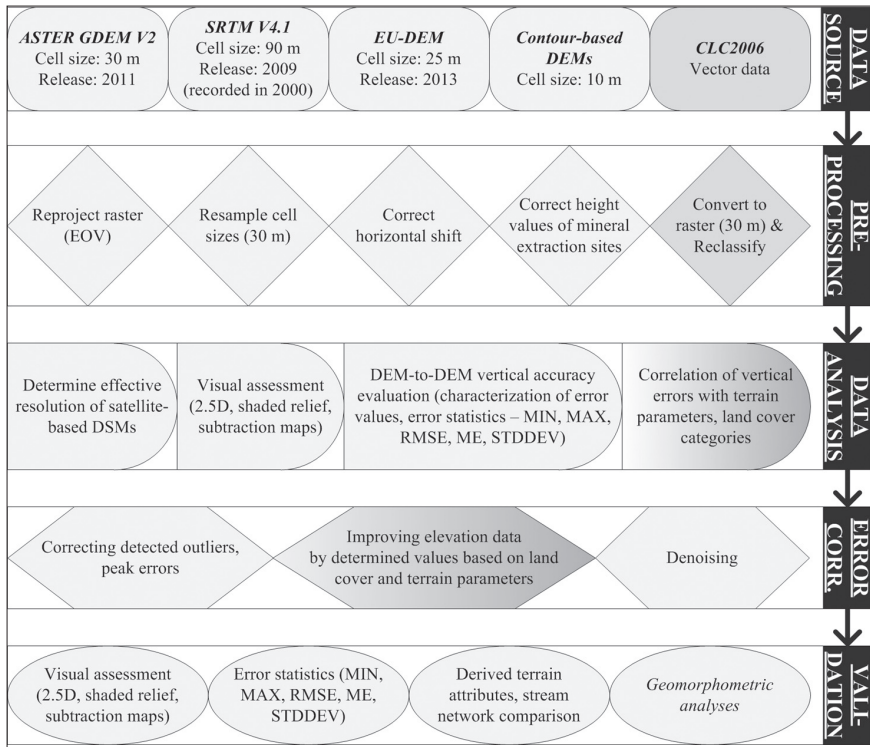 ASTER GDEM V2
Cell size: 30 m
Release: 2011
SRTM V4.1
Cell size: 90 m
Release: 2009
(recorded in 2000)
EU-DEM
Cell size: 25 m
Release: 2013
Contour-based
DEMs
Cell size: 10 m
CLC2006
Vector data
DATA
SOURCE
Reproject raster
(EOV)
Resample cell
sizes (30 m)
Correct
horizontal shift
Correct height
values of mineral
extraction sites
Convert to
raster (30 m) &
Reclassify
PRE-
PROCESSING
Determine effective
resolution of satellite-
based DSMs
Visual assessment
(2.5D, shaded relief,
subtraction maps)
DEM-to-DEM vertical accuracy
evaluation (characterization of error
values, error statistics – MIN, MAX,
RMSE, ME, STDDEV)
Correlation of vertical
errors with terrain
parameters, land cover
categories
DATA
ANALYSIS
Correcting detected outliers,
peak errors
Improving elevation data
by determined values based on land
cover and terrain parameters
Denoising
ERROR
CORR.
Visual assessment
(2.5D, shaded relief,
subtraction maps)
Error statistics (MIN,
MAX, RMSE, ME,
STDDEV)
Derived terrain
attributes, stream
network comparison
Geomorphometric
analyses
VALI-
DATION